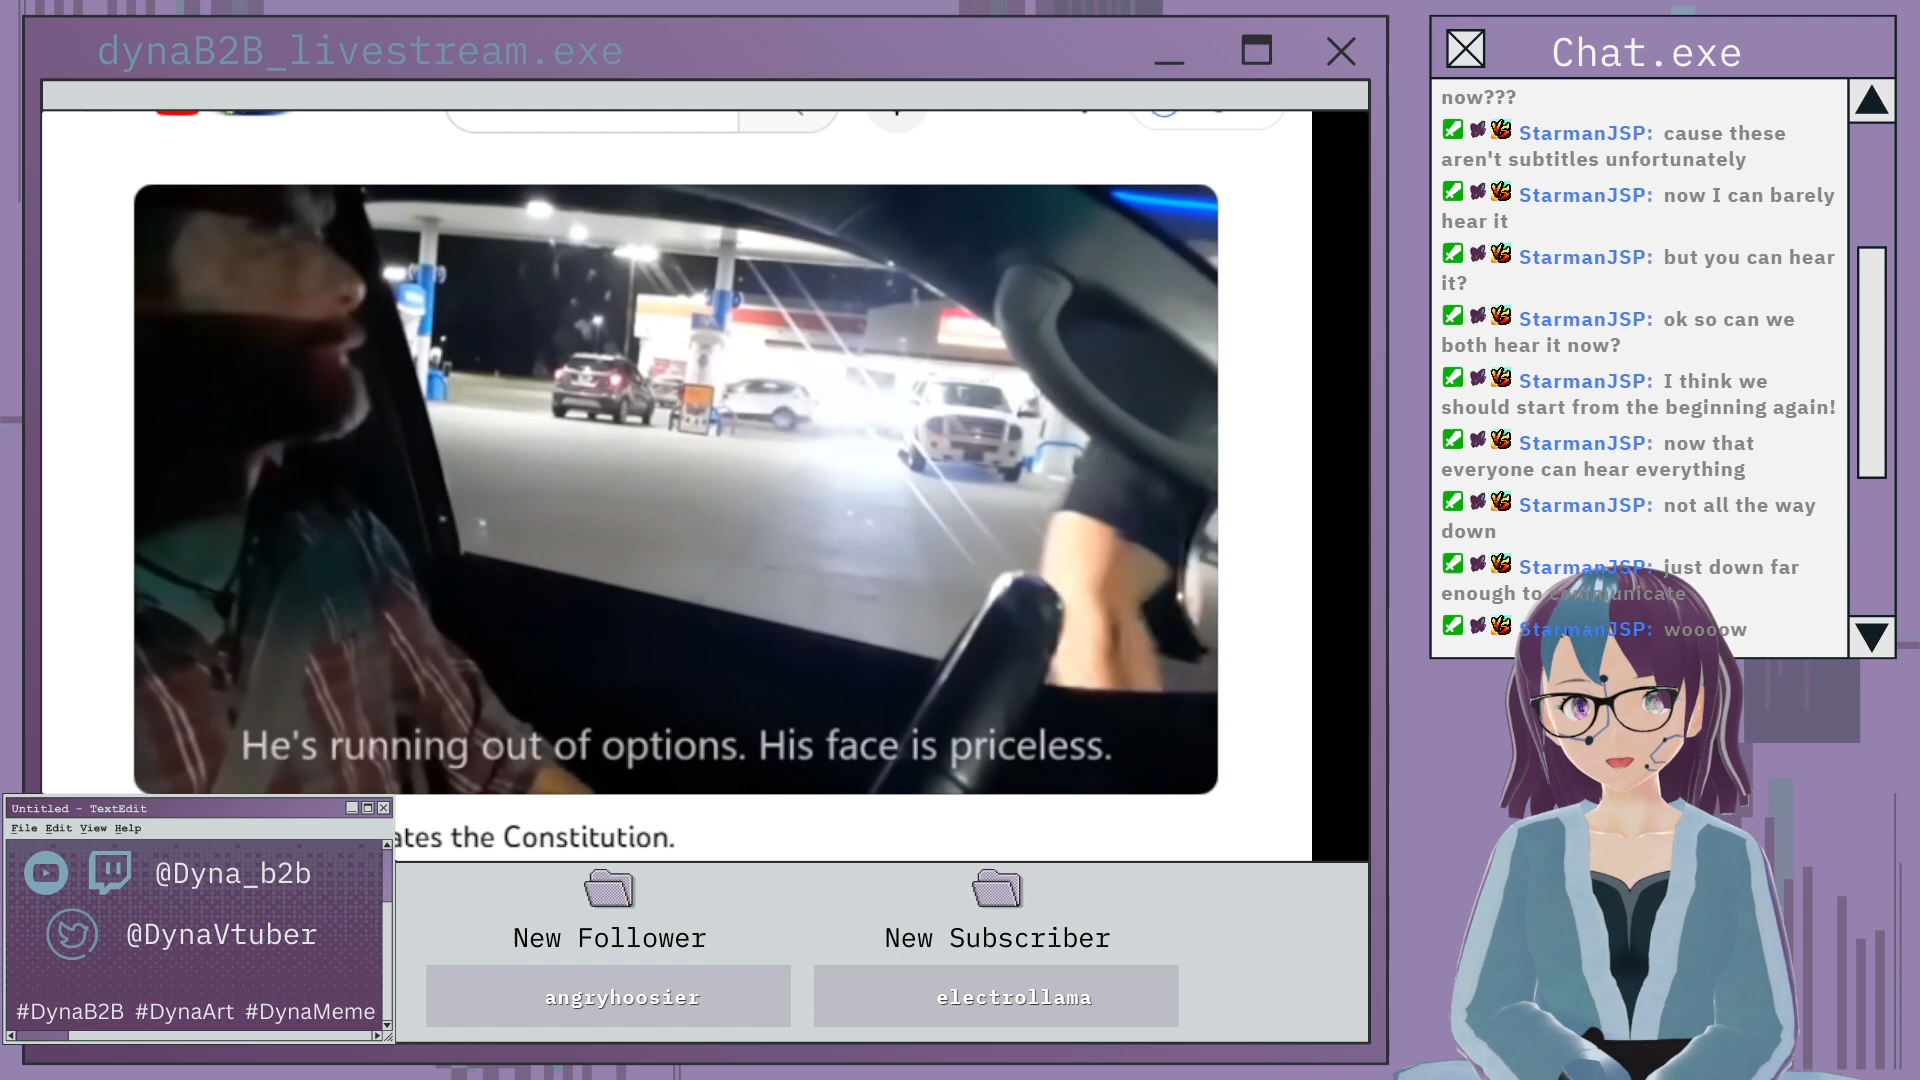 dynaB2B_livestream.exe
Chat.exe
now???
StarmanJSP: cause these
aren't subtitles unfortunately
StarmanJSP: now I can barely
hear it
StarmanJSP: but you can hear
it?
StarmanJSP: ok so can we
both hear it now?
StarmanJSP: I think we
should start from the beginning again!
StarmanJSP: now that
everyone can hear everything
StarmanJSP: not all the way
down
StarmanJSP: just down far
enough to communicate
StarmanJSP: woooow
He's running out of options. His face is priceless.
ates the Constitution.
Untitled - TextEdit
File Edit View Help
@Dyna_b2b
@DynaVtuber
#DynaB2B #DynaArt #DynaMeme
New Follower
angryhoosier
New Subscriber
electrollama